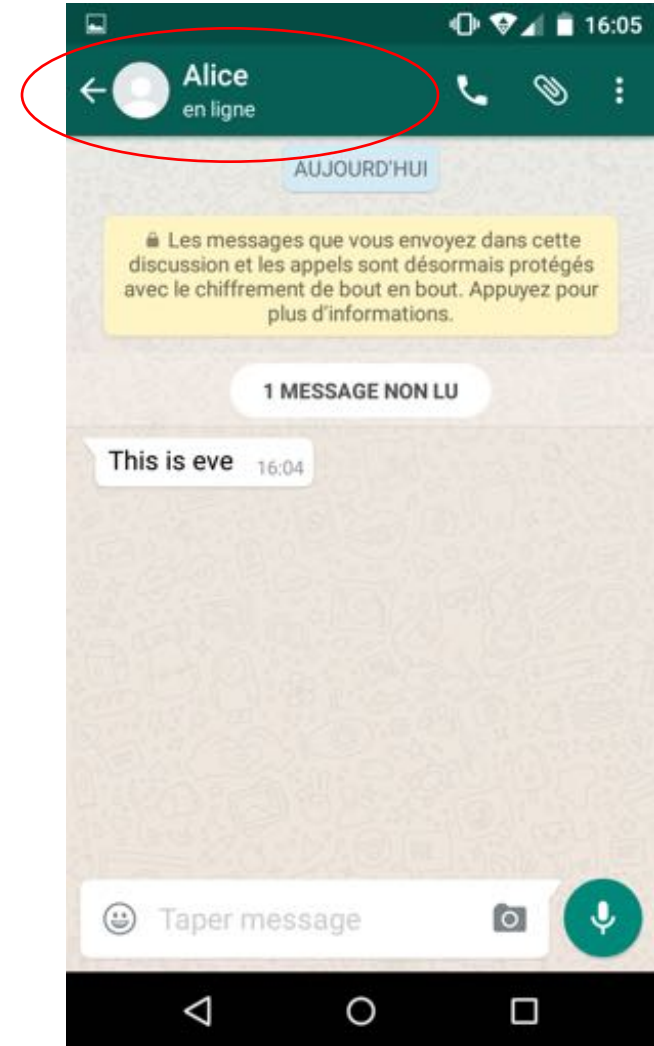 16:05
Alice
en ligne
AUJOURD'HUI
Les messages que vous envoyez dans cette
discussion et les appels sont désormais protégés
avec le chiffrement de bout en bout. Appuyez pour
plus d'informations.
1 MESSAGE NON LU
This is eve 16:04
Taper message